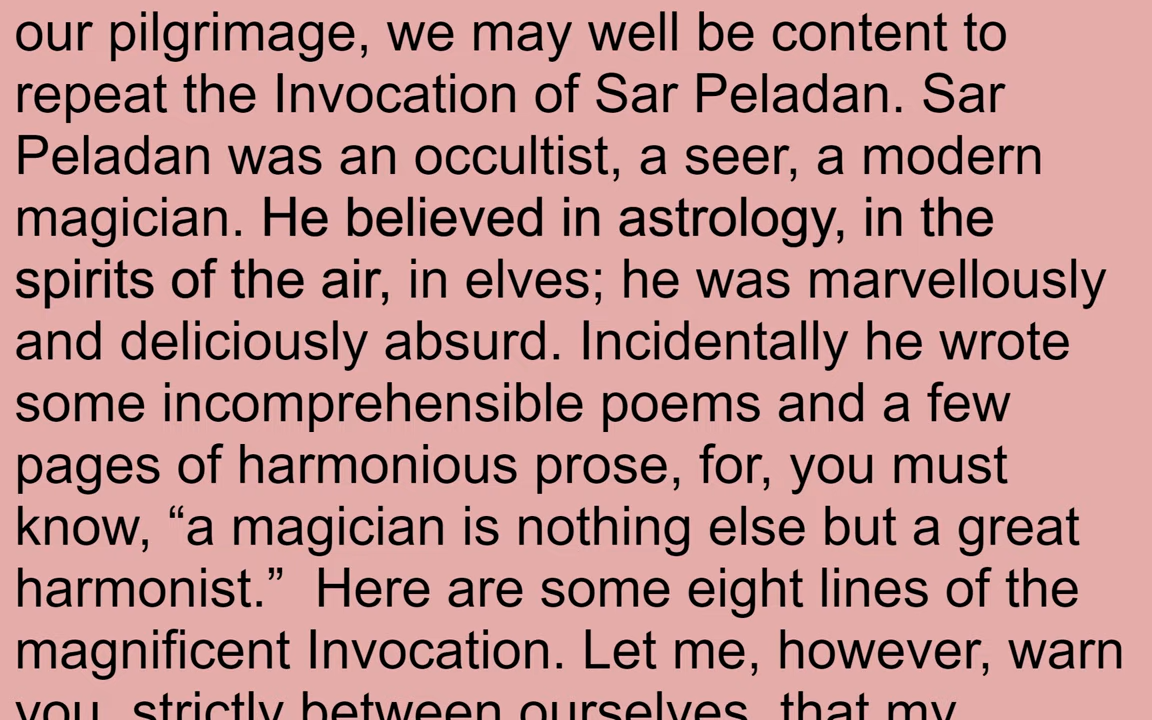 our pilgrimage, we may well be content to
repeat the Invocation of Sar Peladan. Sar
Peladan was an occultist, a seer, a modern
magician. He believed in astrology, in the
spirits of the air, in elves; he was marvellously
and deliciously absurd. Incidentally he wrote
some incomprehensible poems and a few
pages of harmonious prose, for, you must
know, “a magician is nothing else but a great
harmonist.”  Here are some eight lines of the
magnificent Invocation. Let me, however, warn
you, strictly between ourselves, that my